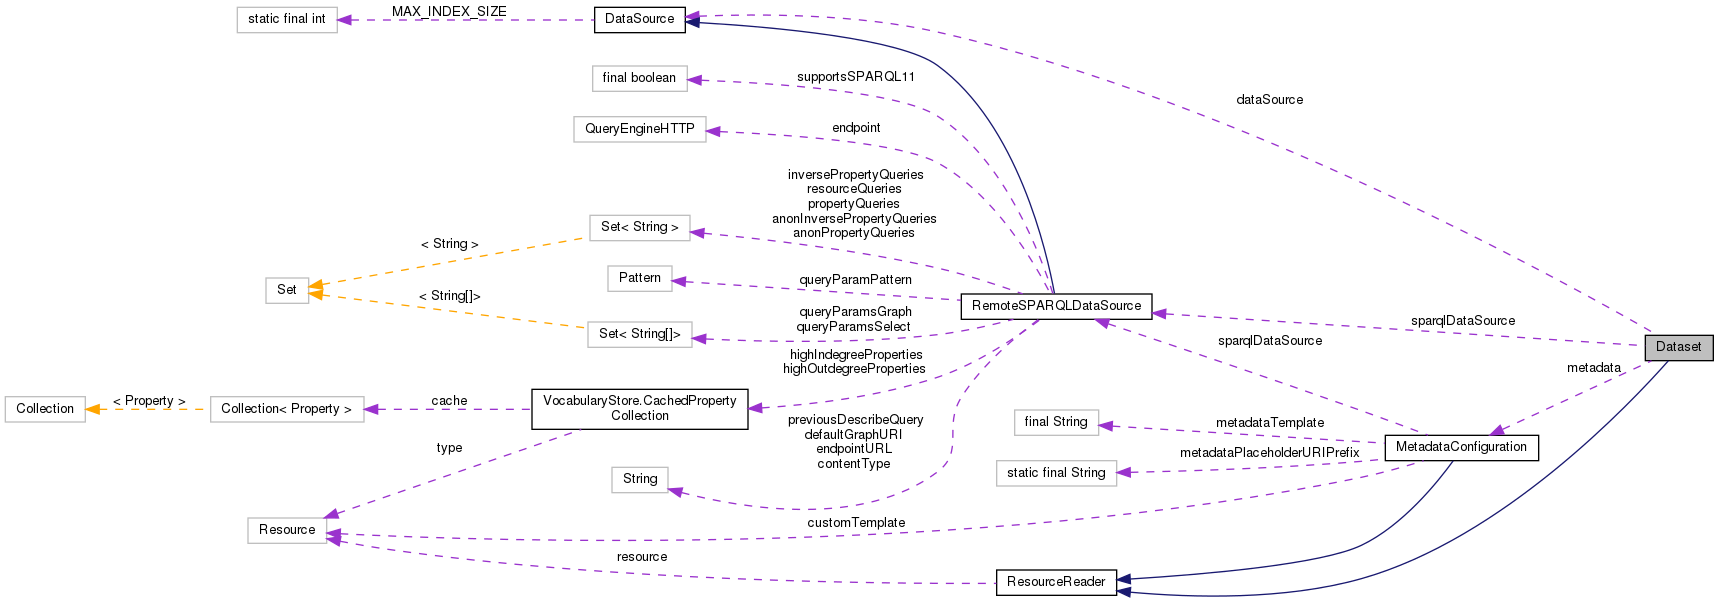 static final int
MAX_INDEX_SIZE
DataSource
final boolean
supportsSPARQL11
dataSource
QueryEngineHTTP
endpoint
inversePropertyQueries
resourceQueries
propertyQueries
anonInversePropertyQueries
anonPropertyQueries
Set< String >
< String >
Set
Pattern
queryParamPattern
< String[]>
Set< String[]>
queryParamsGraph
queryParamsSelect
RemoteSPARQLDataSource
sparqlDataSource
sparqlDataSource
Dataset
highIndegreeProperties
highOutdegreeProperties
metadata
Collection
< Property >
Collection< Property >
cache
VocabularyStore.CachedProperty
Collection
previousDescribeQuery
defaultGraphURI
endpointURL
contentType
final String
metadataTemplate
MetadataConfiguration
type
String
static final String
metadataPlaceholderURIPrefix
Resource
customTemplate
resource
ResourceReader